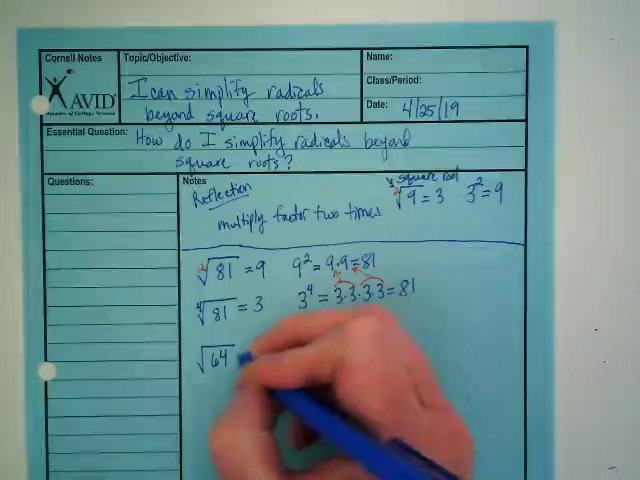 Cornell Notes
Topic/Objective:
I can simplify radicals
beyond square roots.
Name:
Class/Period:
Date: 4/25/19
AVID
Essential Question: How do I simplify radicals beyond
square roots?
Questions:
Notes
Reflection
multiply factor two times
square root
²√9 = 3 3² = 9
²√81 = 9 9² = 9·9 = 81
⁴√81 = 3 3⁴ = 3·3·3·3 = 81
√64